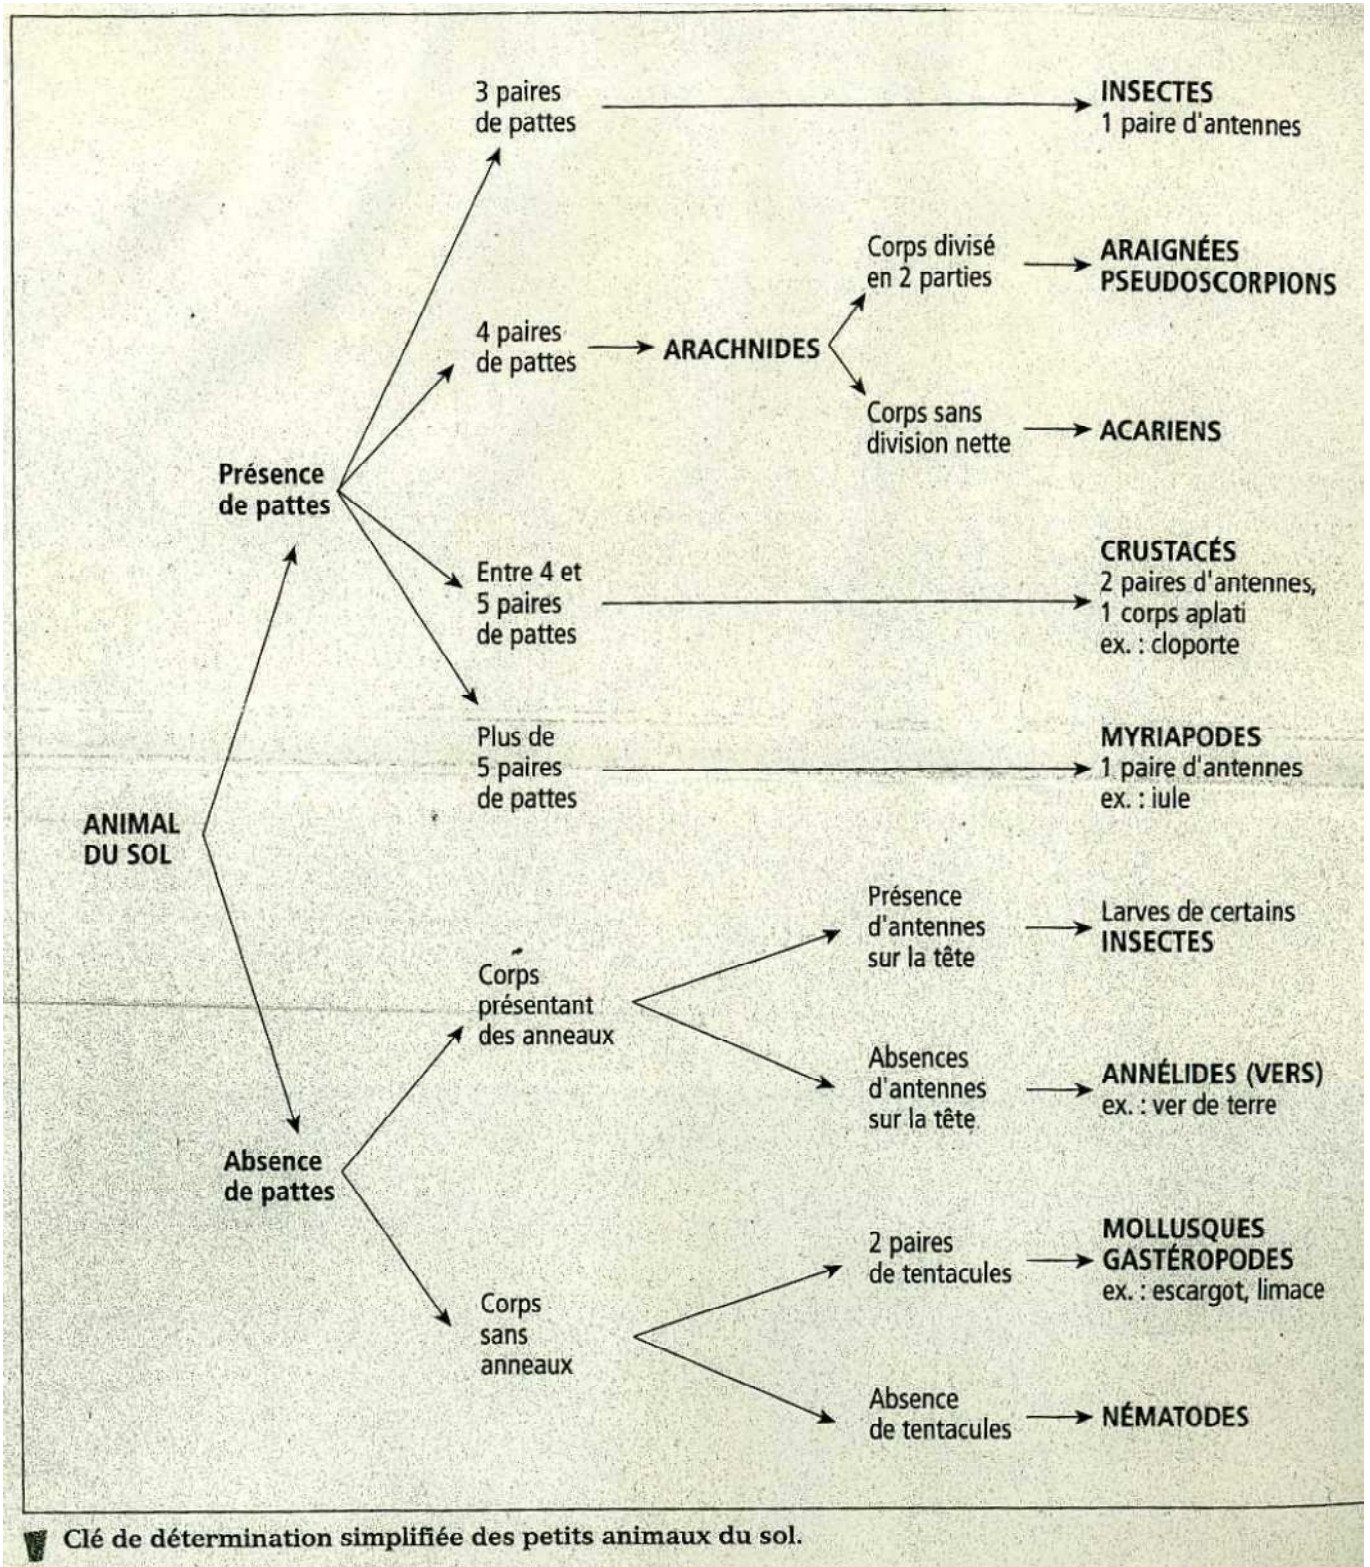 3 paires
de pattes
INSECTES
1 paire d'antennes
Corps divisé
en 2 parties
ARAIGNÉES
PSEUDOSCORPIONS
4 paires
de pattes
ARACHNIDES
Corps sans
division nette
ACARIENS
Présence
de pattes
Entre 4 et
5 paires
de pattes
CRUSTACÉS
2 paires d'antennes,
1 corps aplati
ex. : cloporte
Plus de
5 paires
de pattes
MYRIAPODES
1 paire d'antennes
ex. : iule
ANIMAL
DU SOL
Présence
d'antennes
sur la tête
Larves de certains
INSECTES
Corps
présentant
des anneaux
Absences
d'antennes
sur la tête
ANNÉLIDES (VERS)
ex. : ver de terre
Absence
de pattes
2 paires
de tentacules
MOLLUSQUES
GASTÉROPODES
ex. : escargot, limace
Corps
sans
anneaux
Absence
de tentacules
NÉMATODES
Clé de détermination simplifiée des petits animaux du sol.